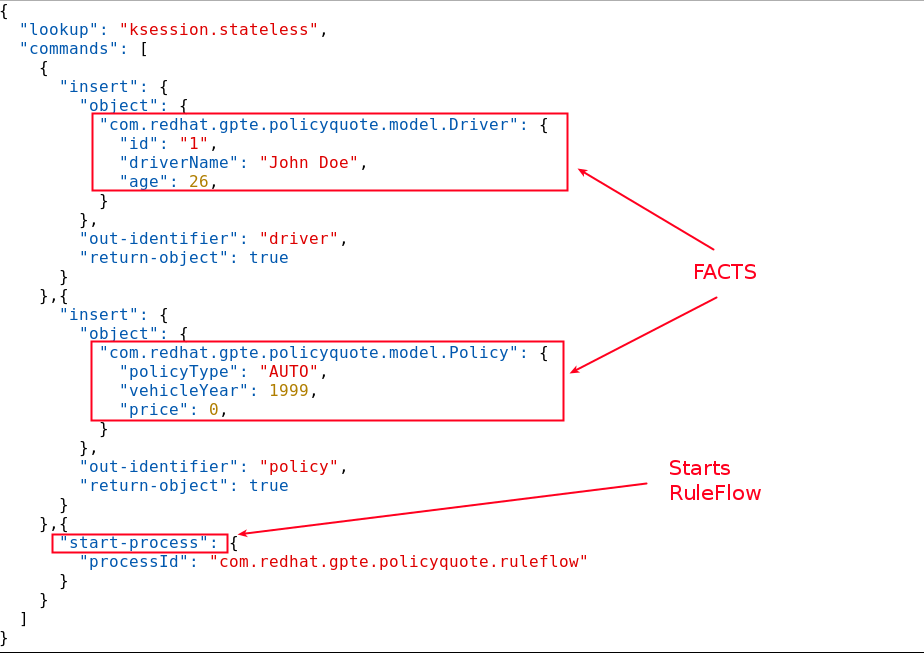 {
  "lookup": "ksession.stateless",
  "commands": [
    {
      "insert": {
        "object": {
          "com.redhat.gpte.policyquote.model.Driver": {
            "id": "1",
            "driverName": "John Doe",
            "age": 26,
          }
        },
        "out-identifier": "driver",
        "return-object": true
      }
    },{
      "insert": {
        "object": {
          "com.redhat.gpte.policyquote.model.Policy": {
            "policyType": "AUTO",
            "vehicleYear": 1999,
            "price": 0,
          }
        },
        "out-identifier": "policy",
        "return-object": true
      }
    },{
      "start-process": {
        "processId": "com.redhat.gpte.policyquote.ruleflow"
      }
    }
  ]
}
FACTS
Starts
RuleFlow